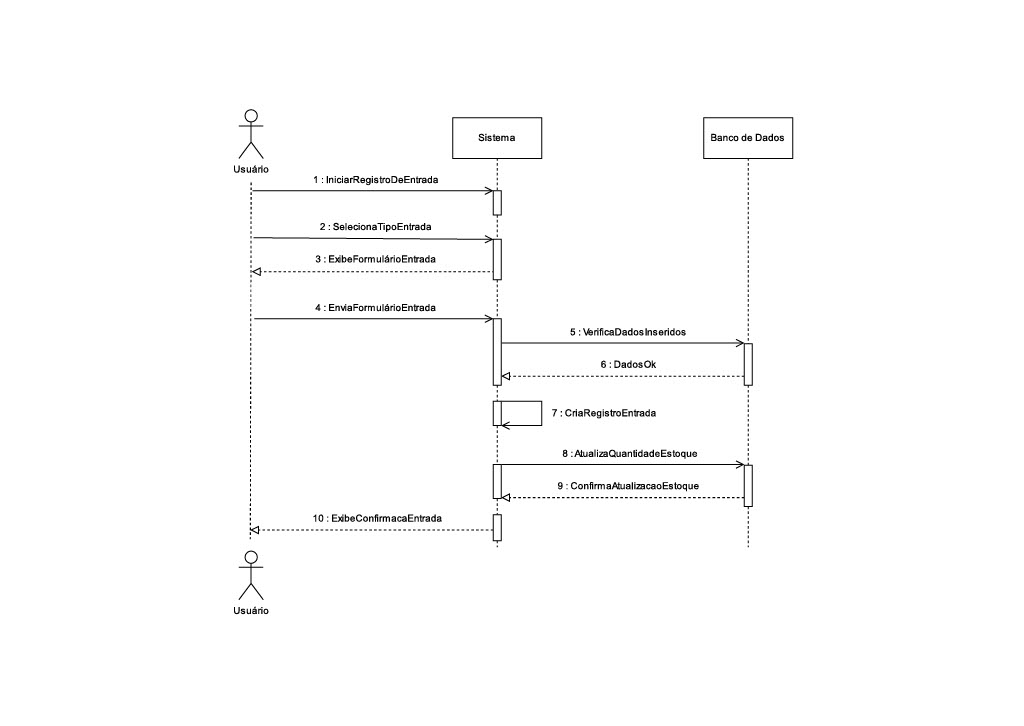 Sistema
Banco de Dados
Usuário
1 : IniciarRegistroDeEntrada
2 : SelecionaTipoEntrada
3 : ExibeFormulárioEntrada
4 : EnviaFormulárioEntrada
5 : VerificaDadosInseridos
6 : DadosOk
7 : CriaRegistroEntrada
8 : AtualizaQuantidadeEstoque
9 : ConfirmaAtualizacaoEstoque
10 : ExibeConfirmacaEntrada
Usuário